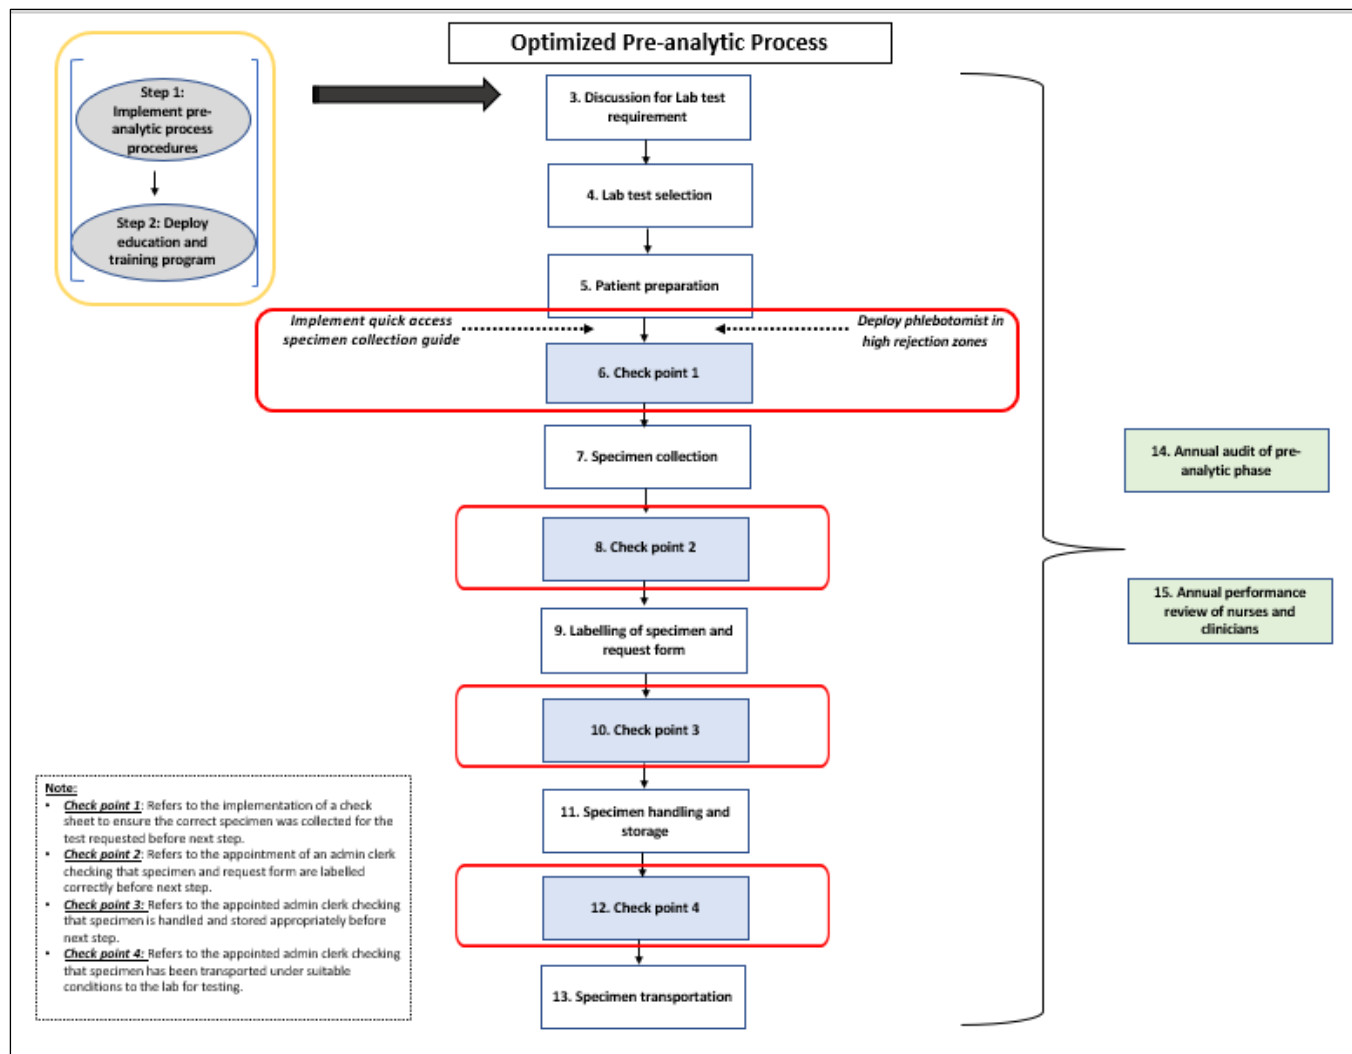 Optimized Pre-analytic Process
Step 1:
Implement pre-
analytic process
procedures
Step 2: Deploy
education and
training program
3. Discussion for Lab test
requirement
4. Lab test selection
5. Patient preparation
Implement quick access
specimen collection guide
Deploy phlebotomist in
high rejection zones
6. Check point 1
7. Specimen collection
8. Check point 2
9. Labelling of specimen and
request form
10. Check point 3
11. Specimen handling and
storage
12. Check point 4
13. Specimen transportation
14. Annual audit of pre-
analytic phase
15. Annual performance
review of nurses and
clinicians
Note:
• Check point 1: Refers to the implementation of a check
sheet to ensure the correct specimen was collected for the
test requested before next step.
• Check point 2: Refers to the appointment of an admin clerk
checking that specimen and request form are labelled
correctly before next step.
• Check point 3: Refers to the appointed admin clerk checking
that specimen is handled and stored appropriately before
next step.
• Check point 4: Refers to the appointed admin clerk checking
that specimen has been transported under suitable
conditions to the lab for testing.